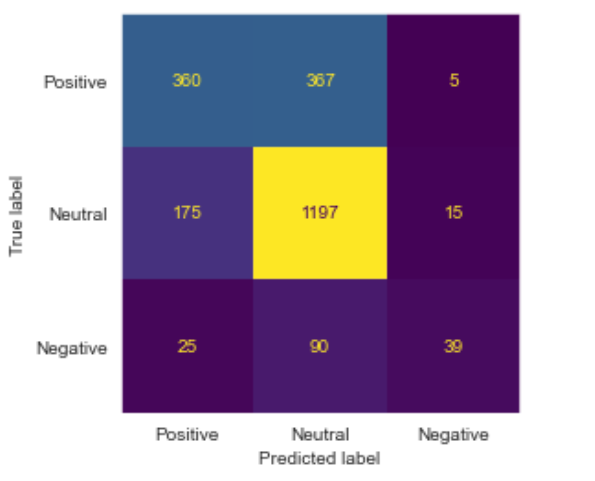 True label
Positive 360 367 5
Neutral 175 1197 15
Negative 25 90 39
Positive Neutral Negative
Predicted label